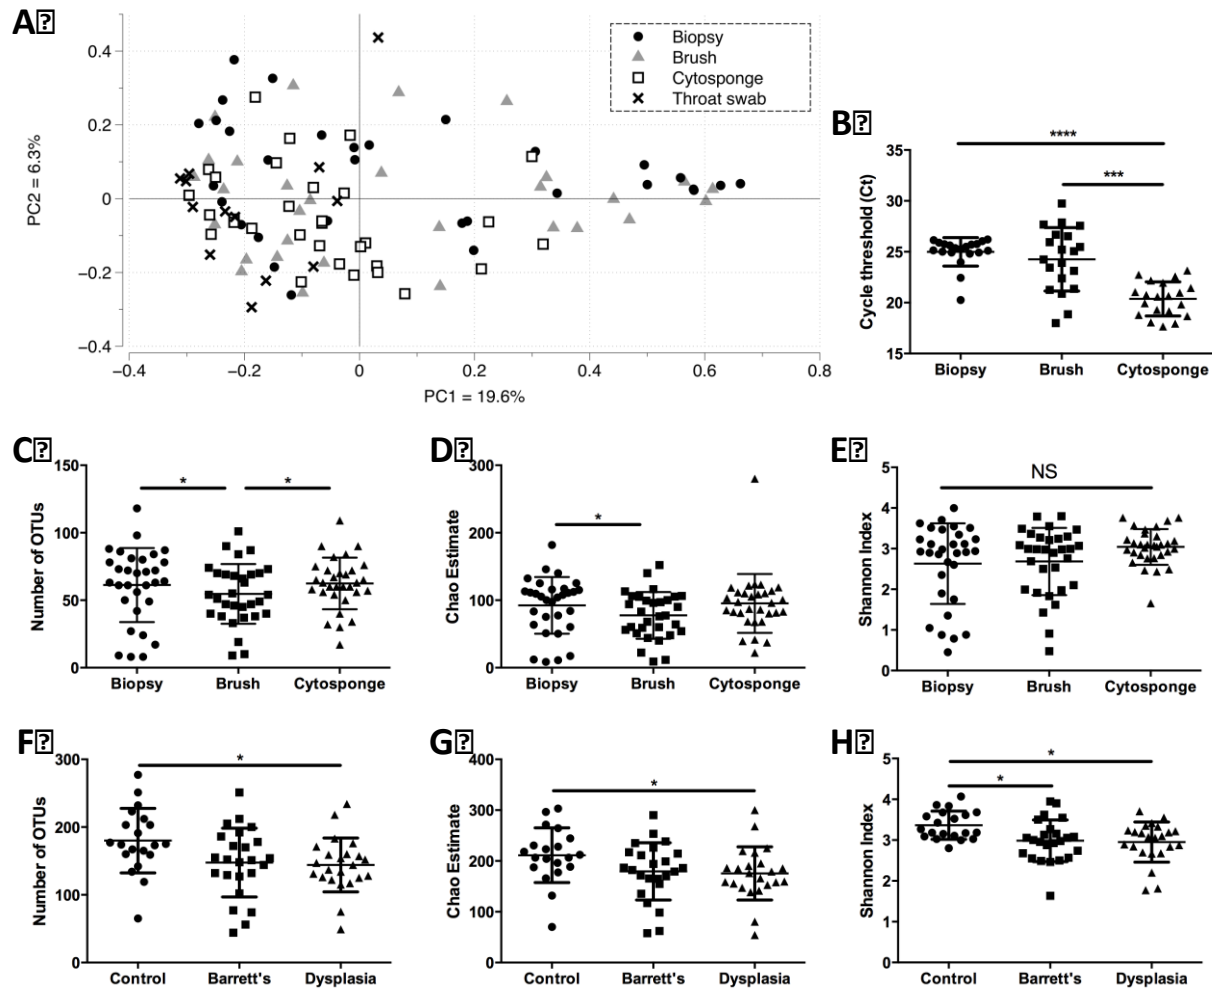 A
0.4
0.2
0
−0.2
−0.4
PC2 = 6.3%
−0.4 −0.2 0 0.2 0.4 0.6 0.8
PC1 = 19.6%
Biopsy
Brush
Cytosponge
Throat swab
B
****
***
35
30
25
20
15
Cycle threshold (Ct)
Biopsy Brush Cytosponge
C
* *
150
100
50
0
Number of OTUs
Biopsy Brush Cytosponge
D
*
300
200
100
0
Chao Estimate
Biopsy Brush Cytosponge
E
NS
5
4
3
2
1
0
Shannon Index
Biopsy Brush Cytosponge
F
*
300
200
100
0
Number of OTUs
Control Barrett's Dysplasia
G
*
400
300
200
100
0
Chao Estimate
Control Barrett's Dysplasia
H
*
*
5
4
3
2
1
0
Shannon Index
Control Barrett's Dysplasia